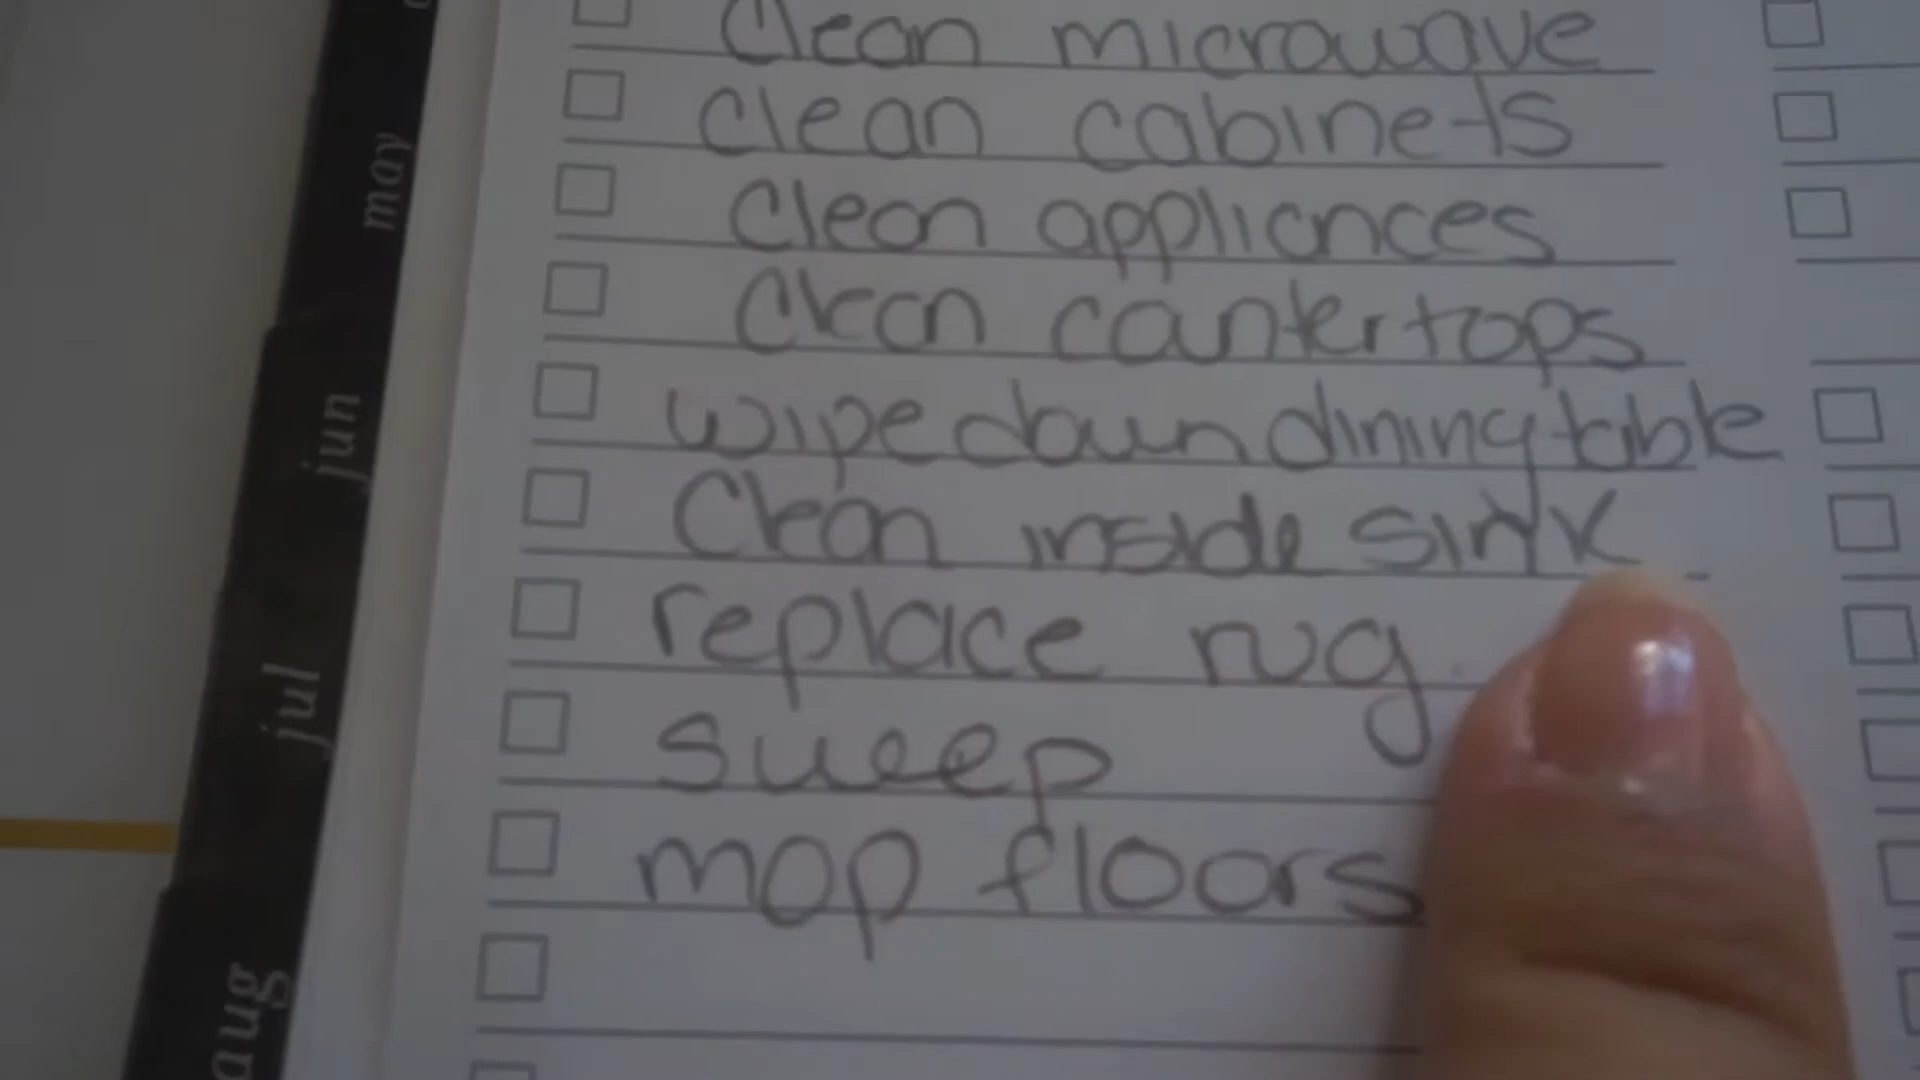 Clean microwave
clean cabinets
Clean appliances
Clean countertops
wipe down dining table
Clean inside sink
replace rug
sweep
mop floors
may
jun
jul
aug